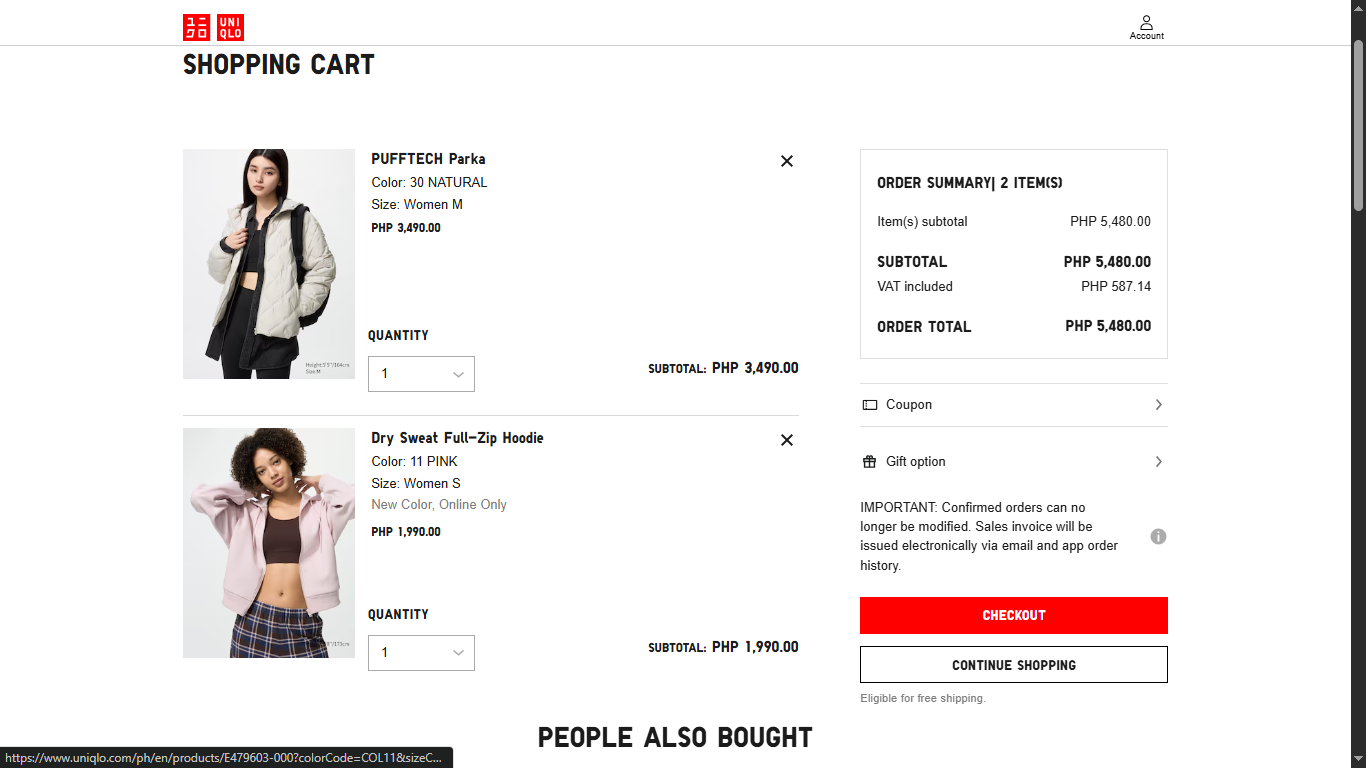 ユニ
クロ
UNI
QLO
Account
SHOPPING CART
PUFFTECH Parka
Color: 30 NATURAL
Size: Women M
PHP 3,490.00
Height:5'5"/164cm
Size:M
QUANTITY
1
SUBTOTAL: PHP 3,490.00
Dry Sweat Full-Zip Hoodie
Color: 11 PINK
Size: Women S
New Color, Online Only
PHP 1,990.00
QUANTITY
1
SUBTOTAL: PHP 1,990.00
ORDER SUMMARY| 2 ITEM(S)
Item(s) subtotal PHP 5,480.00
SUBTOTAL PHP 5,480.00
VAT included PHP 587.14
ORDER TOTAL PHP 5,480.00
Coupon
Gift option
IMPORTANT: Confirmed orders can no
longer be modified. Sales invoice will be
issued electronically via email and app order
history.
CHECKOUT
CONTINUE SHOPPING
Eligible for free shipping.
PEOPLE ALSO BOUGHT
https://www.uniqlo.com/ph/en/products/E479603-000?colorCode=COL11&sizeC...